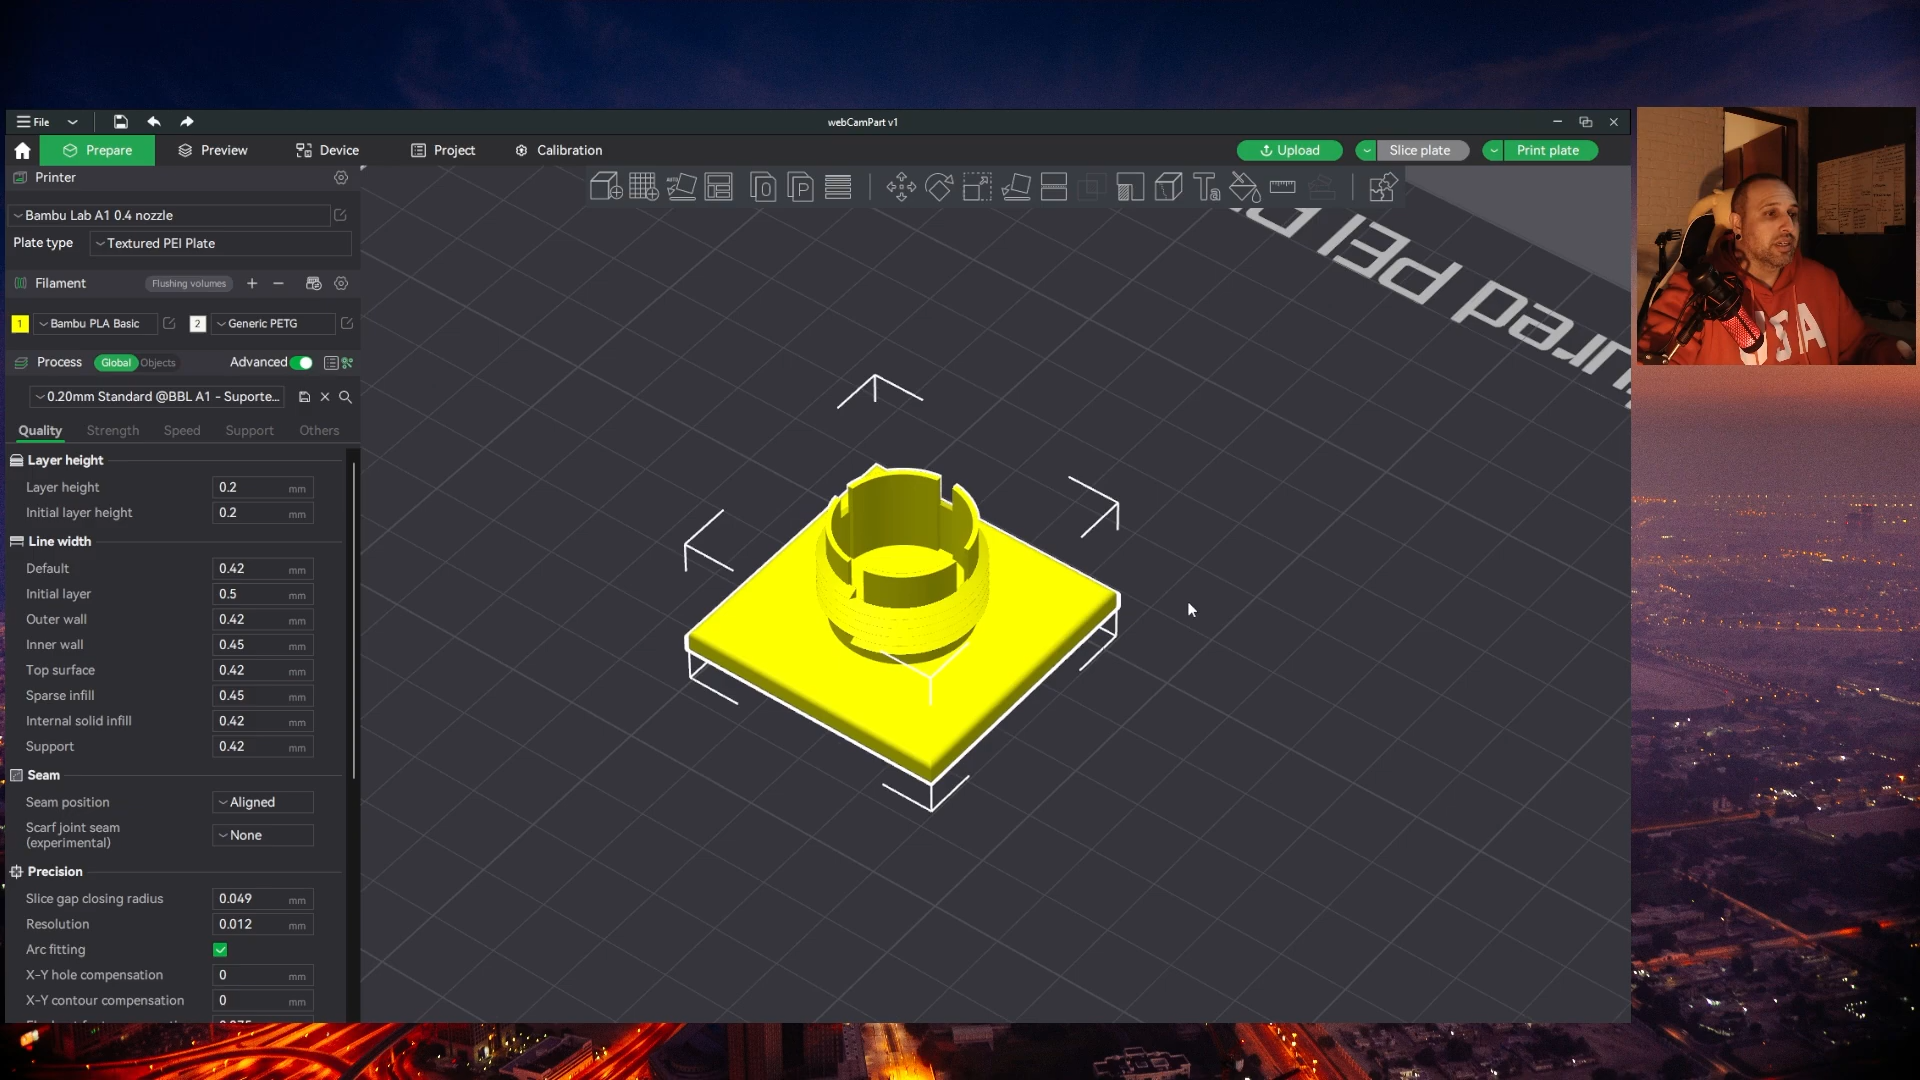 File
webCamPart v1
Prepare
Preview
Device
Project
Calibration
Upload
Slice plate
Print plate
Printer
Bambu Lab A1 0.4 nozzle
Plate type
Textured PEI Plate
Filament
Flushing volumes
1
Bambu PLA Basic
2
Generic PETG
Process
Global
Objects
Advanced
0.20mm Standard @BBL A1 - Suporte...
Quality
Strength
Speed
Support
Others
Layer height
Layer height 0.2 mm
Initial layer height 0.2 mm
Line width
Default 0.42 mm
Initial layer 0.5 mm
Outer wall 0.42 mm
Inner wall 0.45 mm
Top surface 0.42 mm
Sparse infill 0.45 mm
Internal solid infill 0.42 mm
Support 0.42 mm
Seam
Seam position Aligned
Scarf joint seam
(experimental) None
Precision
Slice gap closing radius 0.049 mm
Resolution 0.012 mm
Arc fitting
X-Y hole compensation 0 mm
X-Y contour compensation 0 mm